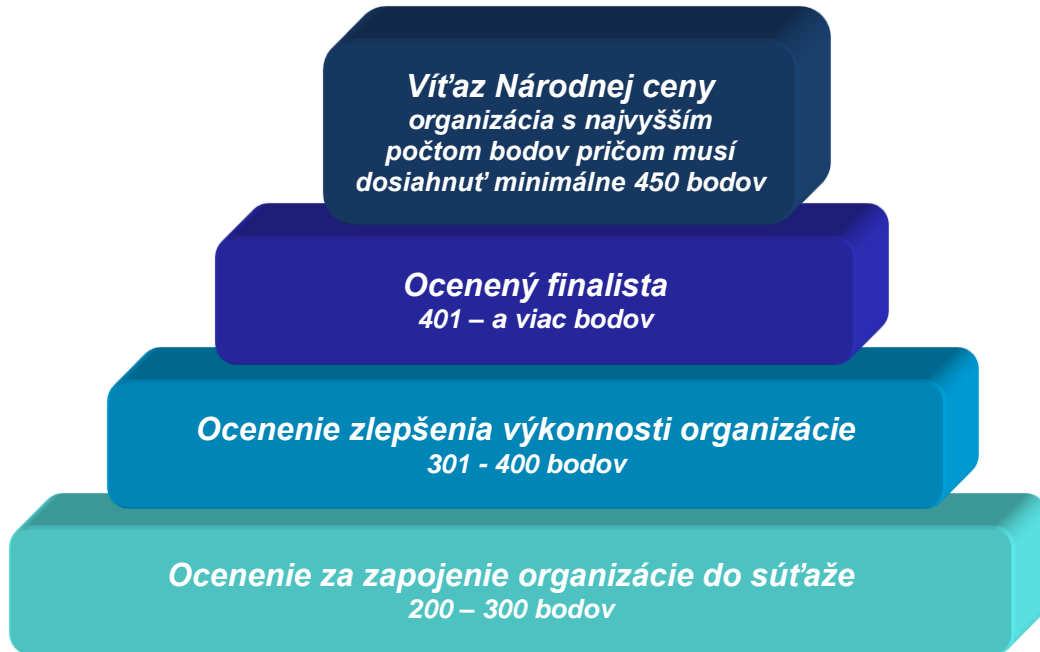 Víťaz Národnej ceny
organizácia s najvyšším
počtom bodov pričom musí
dosiahnuť minimálne 450 bodov
Ocenený finalista
401 – a viac bodov
Ocenenie zlepšenia výkonnosti organizácie
301 - 400 bodov
Ocenenie za zapojenie organizácie do súťaže
200 – 300 bodov